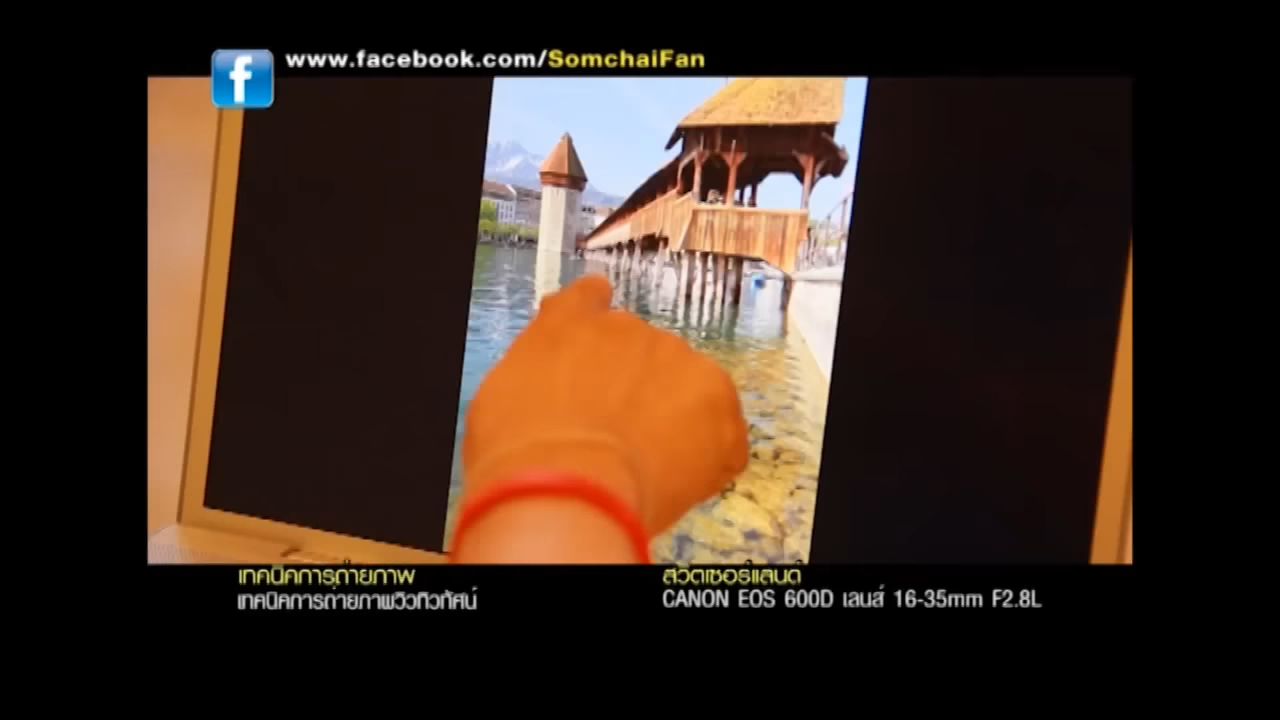 www.facebook.com/SomchaiFan
เทคนิคการถ่ายภาพ
เทคนิคการถ่ายภาพวิวทิวทัศน์
สวิตเซอร์แลนด์
CANON EOS 600D เลนส์ 16-35mm F2.8L